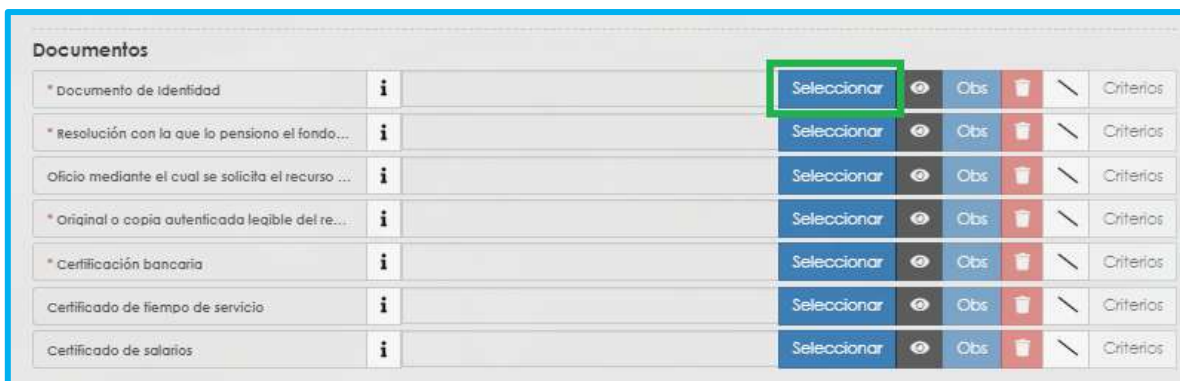 Documentos
* Documento de Identidad i Seleccionar Obs Criterios
* Resolución con la que lo pensiono el fondo... i Seleccionar Obs Criterios
Oficio mediante el cual se solicita el recurso ... i Seleccionar Obs Criterios
* Original o copia autenticada legible del re... i Seleccionar Obs Criterios
* Certificación bancaria i Seleccionar Obs Criterios
Certificado de tiempo de servicio i Seleccionar Obs Criterios
Certificado de salarios i Seleccionar Obs Criterios